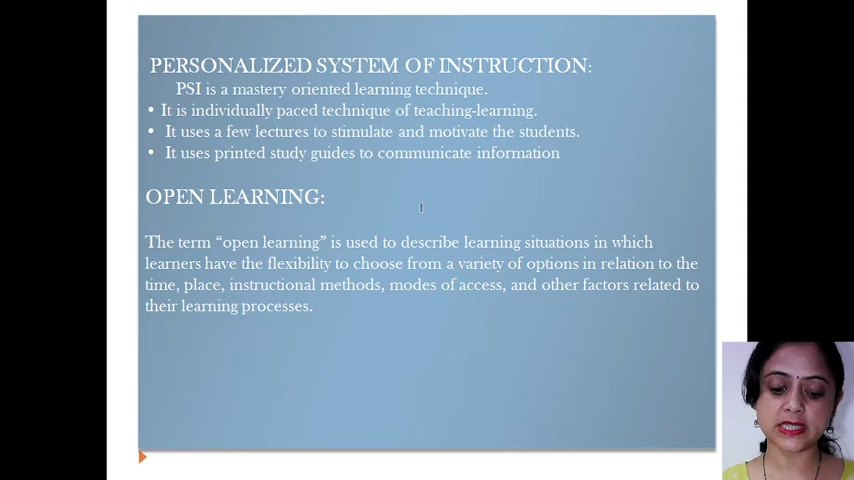 PERSONALIZED SYSTEM OF INSTRUCTION:
PSI is a mastery oriented learning technique.
• It is individually paced technique of teaching-learning.
• It uses a few lectures to stimulate and motivate the students.
• It uses printed study guides to communicate information
OPEN LEARNING:
The term “open learning” is used to describe learning situations in which
learners have the flexibility to choose from a variety of options in relation to the
time, place, instructional methods, modes of access, and other factors related to
their learning processes.